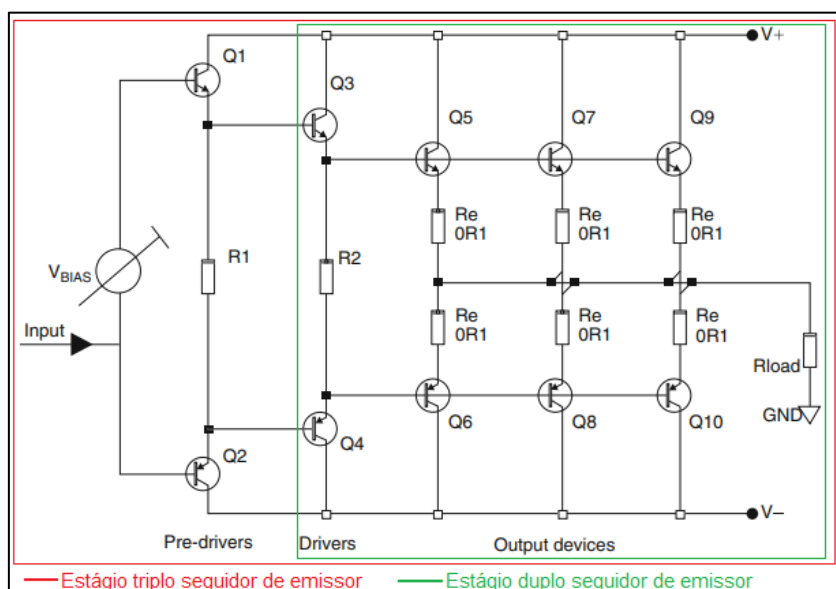 V+
Q1
Q3
Q5
Q7
Q9
Re
0R1
Re
0R1
Re
0R1
VBIAS
R1
R2
Input
Re
0R1
Re
0R1
Re
0R1
Rload
GND
Q2
Q4
Q6
Q8
Q10
V−
Pre-drivers
Drivers
Output devices
Estágio triplo seguidor de emissor
Estágio duplo seguidor de emissor